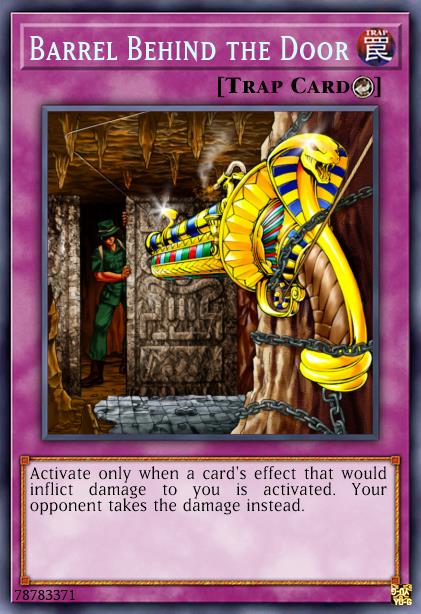 BARREL BEHIND THE DOOR
TRAP
罠
[TRAP CARD]
Activate only when a card's effect that would
inflict damage to you is activated. Your
opponent takes the damage instead.
78783371